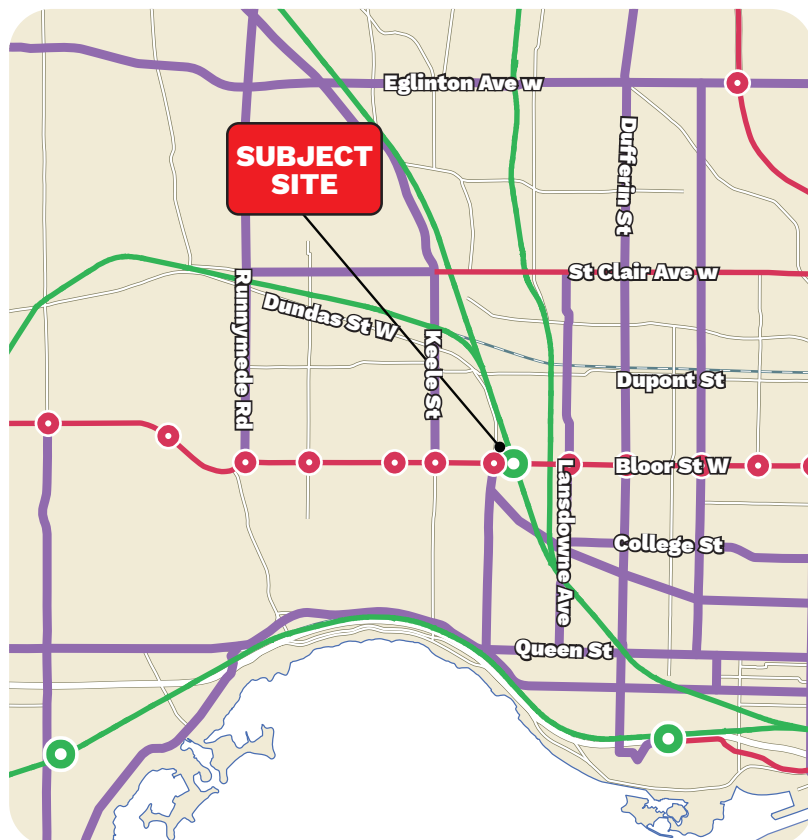 Eglinton Ave w
Dufferin St
SUBJECT
SITE
St Clair Ave w
Runnymede Rd
Dundas St W
Keele St
Dupont St
Bloor St W
Lansdowne Ave
College St
Queen St